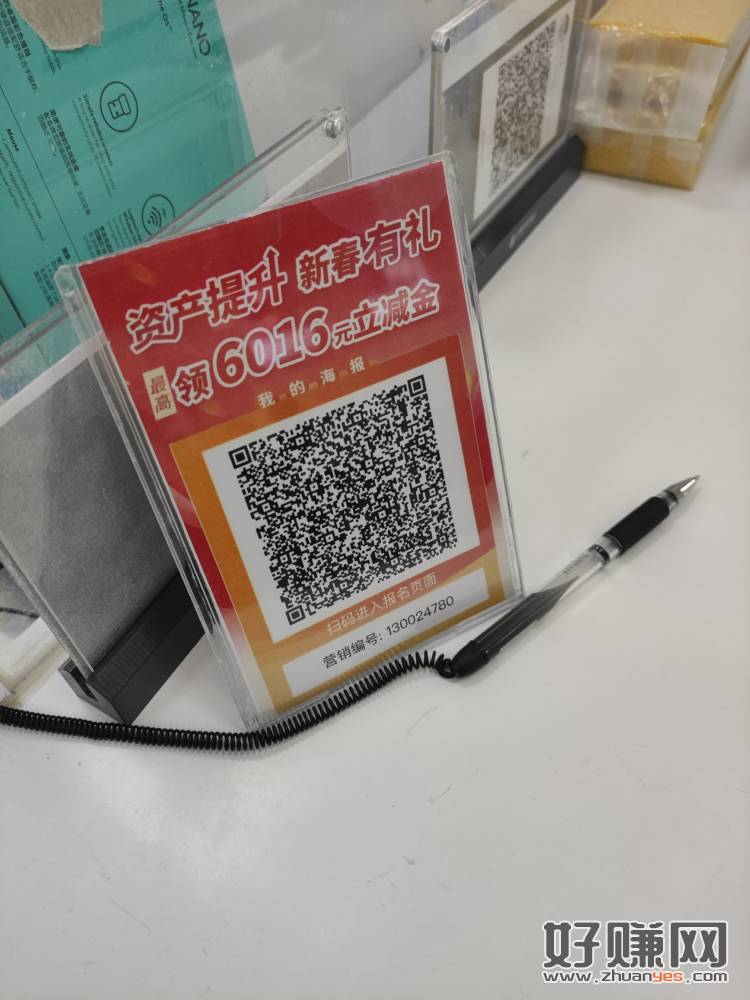 NANO
资产提升 新春有礼
最高 领6016元立减金
我的海报
扫码进入报名页面
营销编号: 130024780
好赚网
www.zhuanyes.com